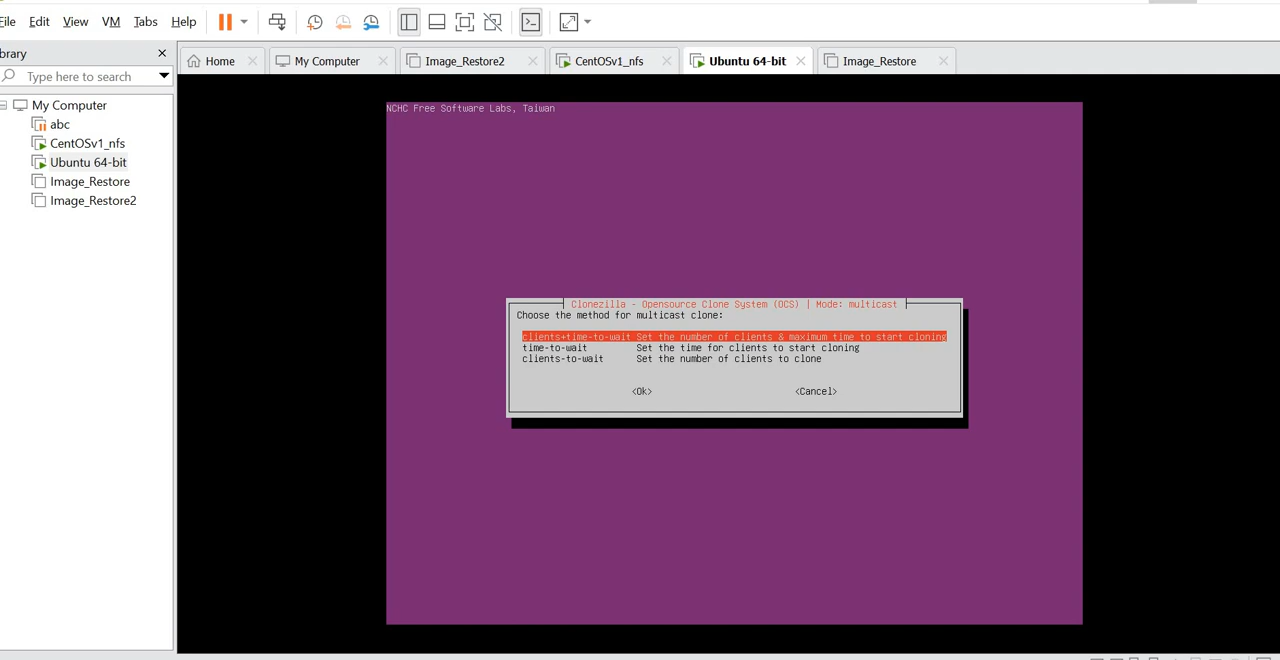 File Edit View VM Tabs Help
brary
Type here to search
My Computer
abc
CentOSv1_nfs
Ubuntu 64-bit
Image_Restore
Image_Restore2
Home My Computer Image_Restore2 CentOSv1_nfs Ubuntu 64-bit Image_Restore
NCHC Free Software Labs, Taiwan
Clonezilla - Opensource Clone System (OCS) | Mode: multicast
Choose the method for multicast clone:
clients+time-to-wait Set the number of clients & maximum time to start cloning
time-to-wait Set the time for clients to start cloning
clients-to-wait Set the number of clients to clone
<Ok> <Cancel>